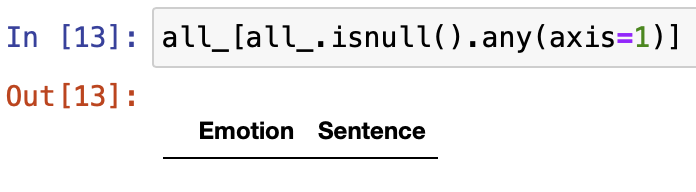 In [13]: all_[all_.isnull().any(axis=1)]
Out[13]:
Emotion Sentence